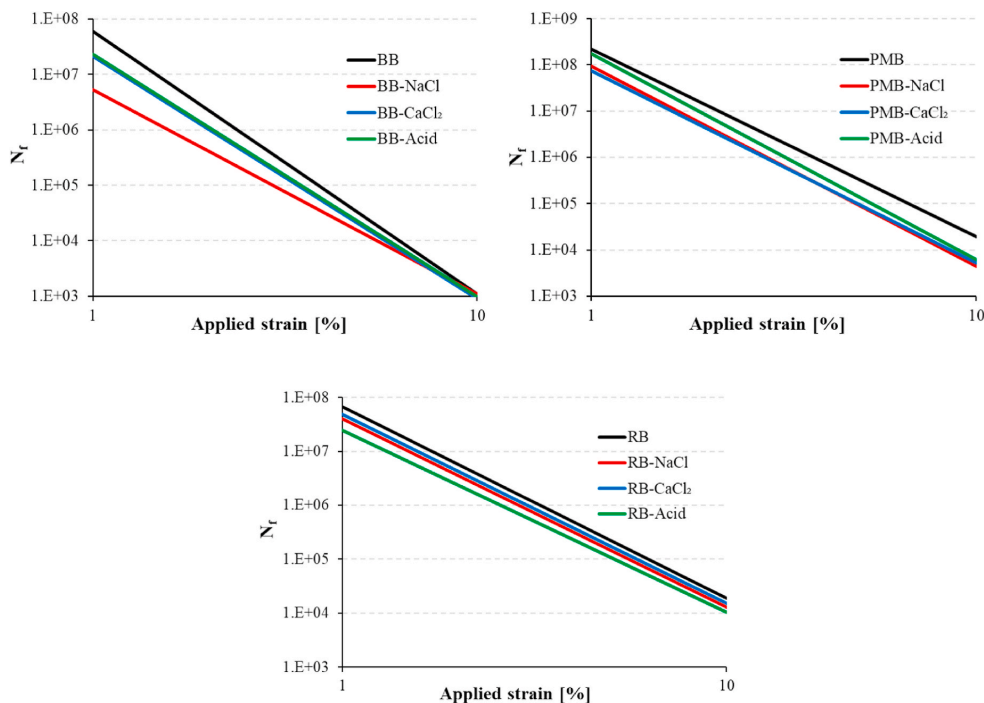 1.E+08
1.E+07
1.E+06
1.E+05
1.E+04
1.E+03
N_f
BB
BB-NaCl
BB-CaCl₂
BB-Acid
1
10
Applied strain [%]
1.E+09
1.E+08
1.E+07
1.E+06
1.E+05
1.E+04
1.E+03
N_f
PMB
PMB-NaCl
PMB-CaCl₂
PMB-Acid
1
10
Applied strain [%]
1.E+08
1.E+07
1.E+06
1.E+05
1.E+04
1.E+03
N_f
RB
RB-NaCl
RB-CaCl₂
RB-Acid
1
10
Applied strain [%]